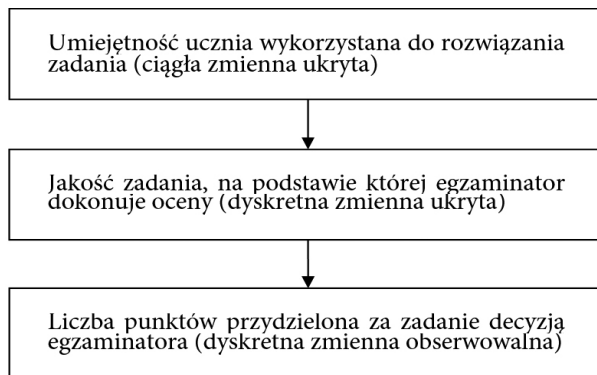 Umiejętność ucznia wykorzystana do rozwiązania
zadania (ciągła zmienna ukryta)
Jakość zadania, na podstawie której egzaminator
dokonuje oceny (dyskretna zmienna ukryta)
Liczba punktów przydzielona za zadanie decyzją
egzaminatora (dyskretna zmienna obserwowalna)